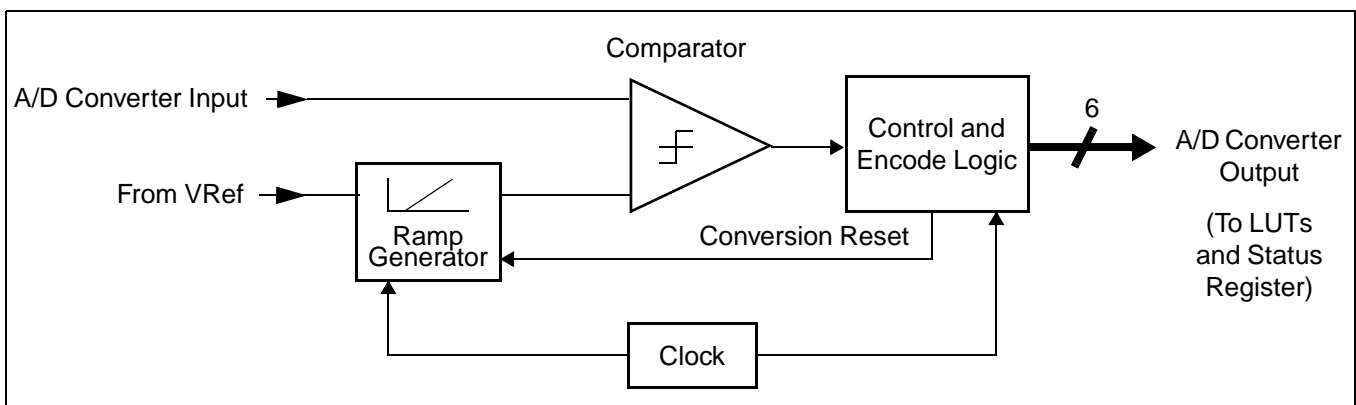 Comparator
A/D Converter Input
6
Control and
Encode Logic
A/D Converter
Output
From VRef
Ramp
Generator
Conversion Reset
(To LUTs
and Status
Register)
Clock